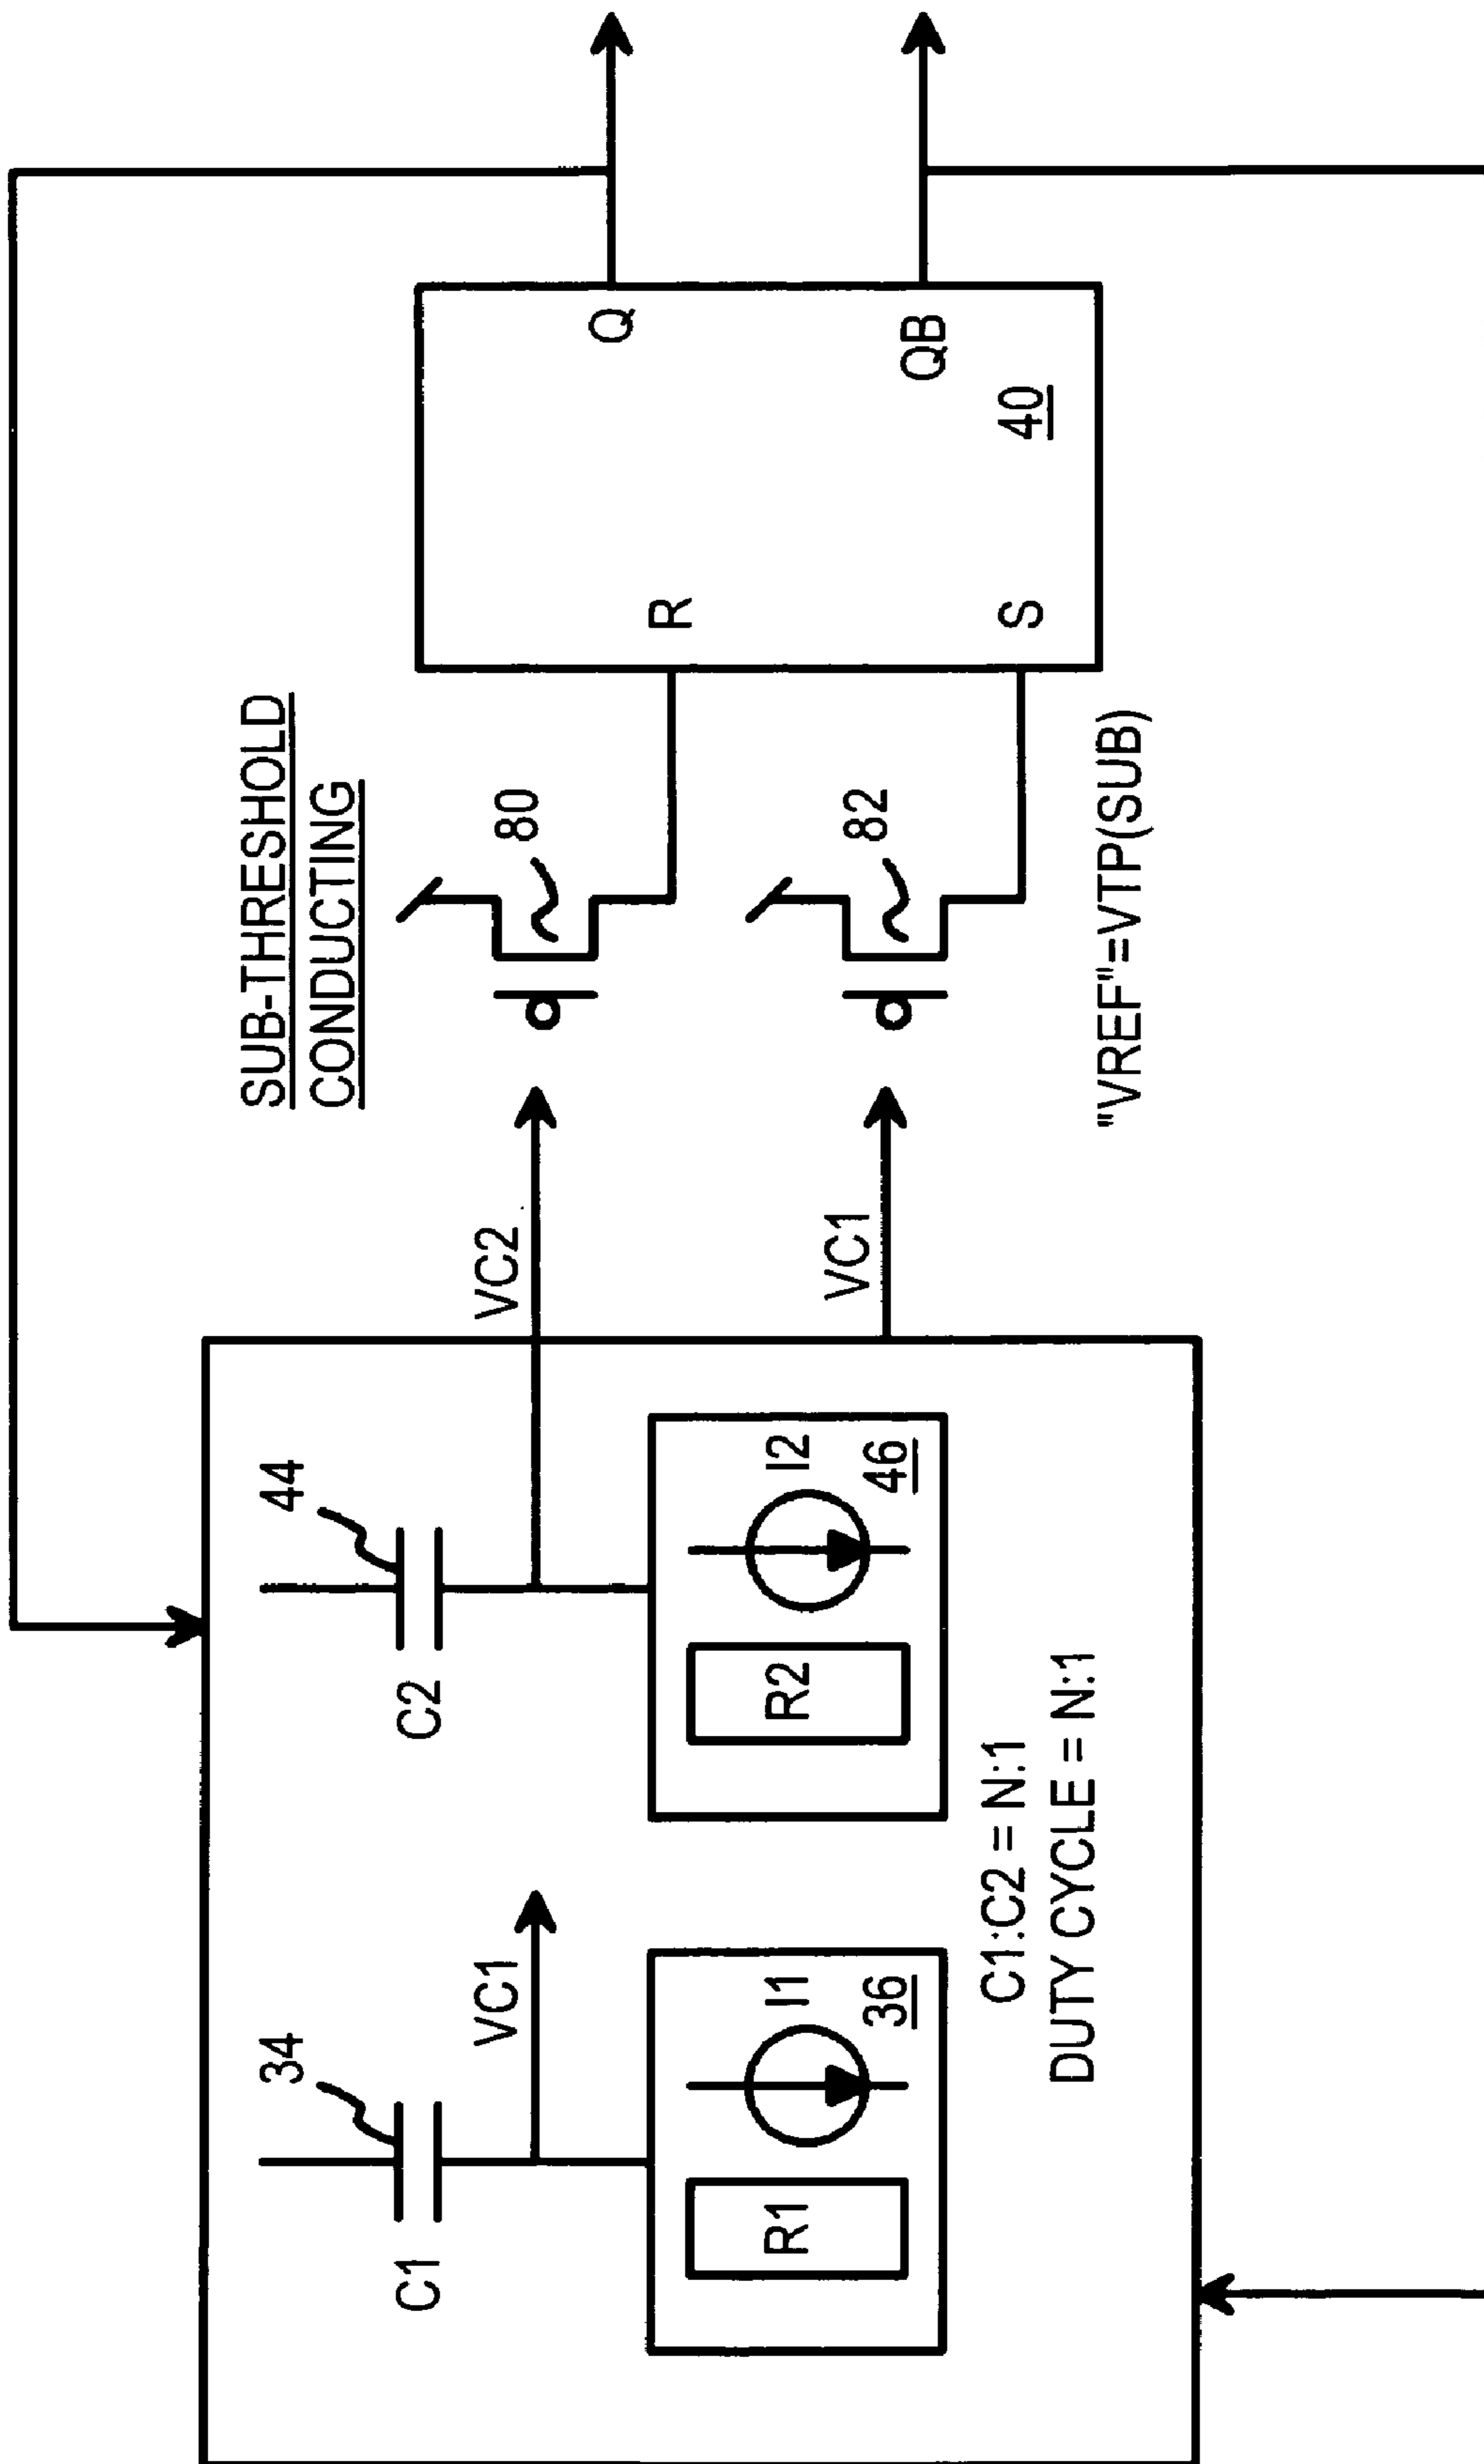 SUB-THRESHOLD
CONDUCTING
34
44
C1
C2
VC1
VC2
80
R
Q
R1
I1
36
R2
I2
46
VC1
82
S
QB
40
C1:C2 = N:1
DUTY CYCLE = N:1
"VREF"=VTP(SUB)